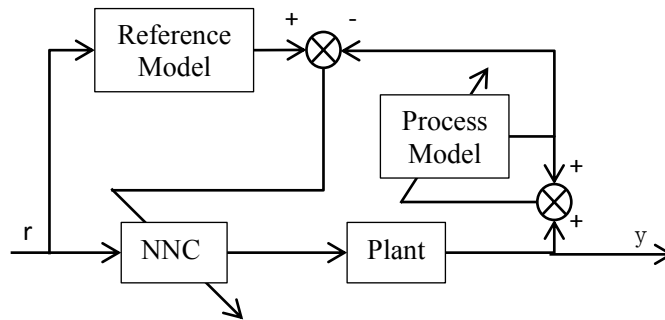 Reference
Model
+
-
Process
Model
+
+
r
NNC
Plant
y